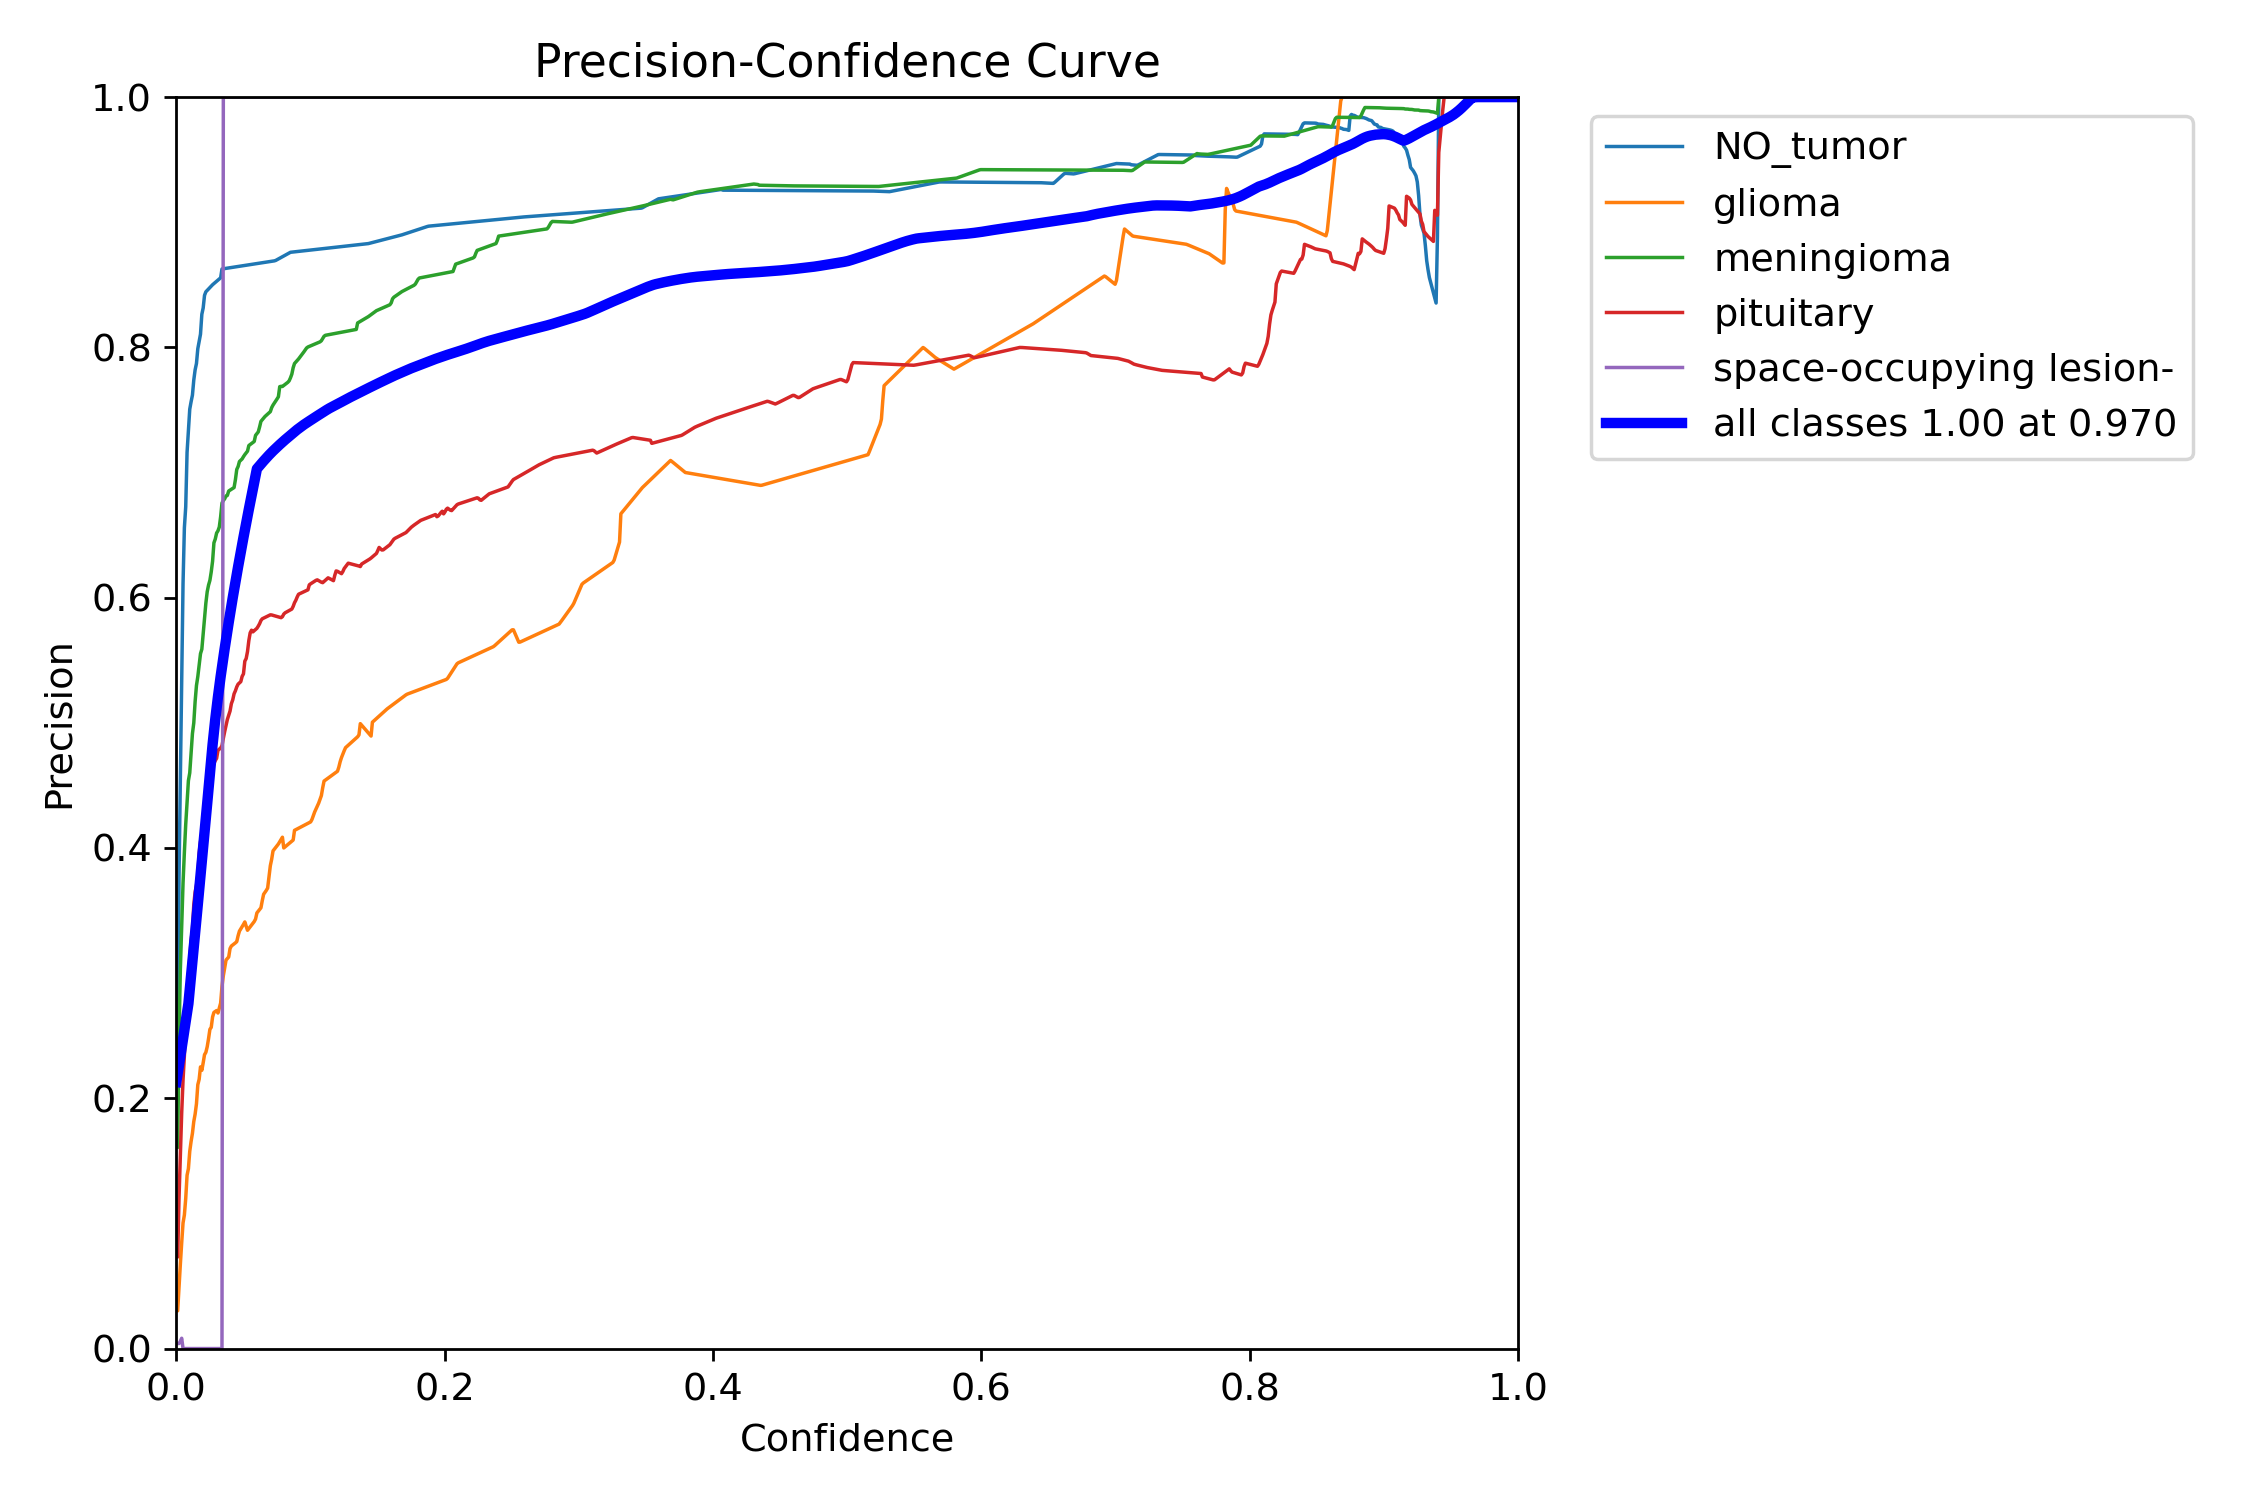 Precision-Confidence Curve
1.0
0.8
0.6
0.4
0.2
0.0
Precision
0.0 0.2 0.4 0.6 0.8 1.0
Confidence
NO_tumor
glioma
meningioma
pituitary
space-occupying lesion-
all classes 1.00 at 0.970